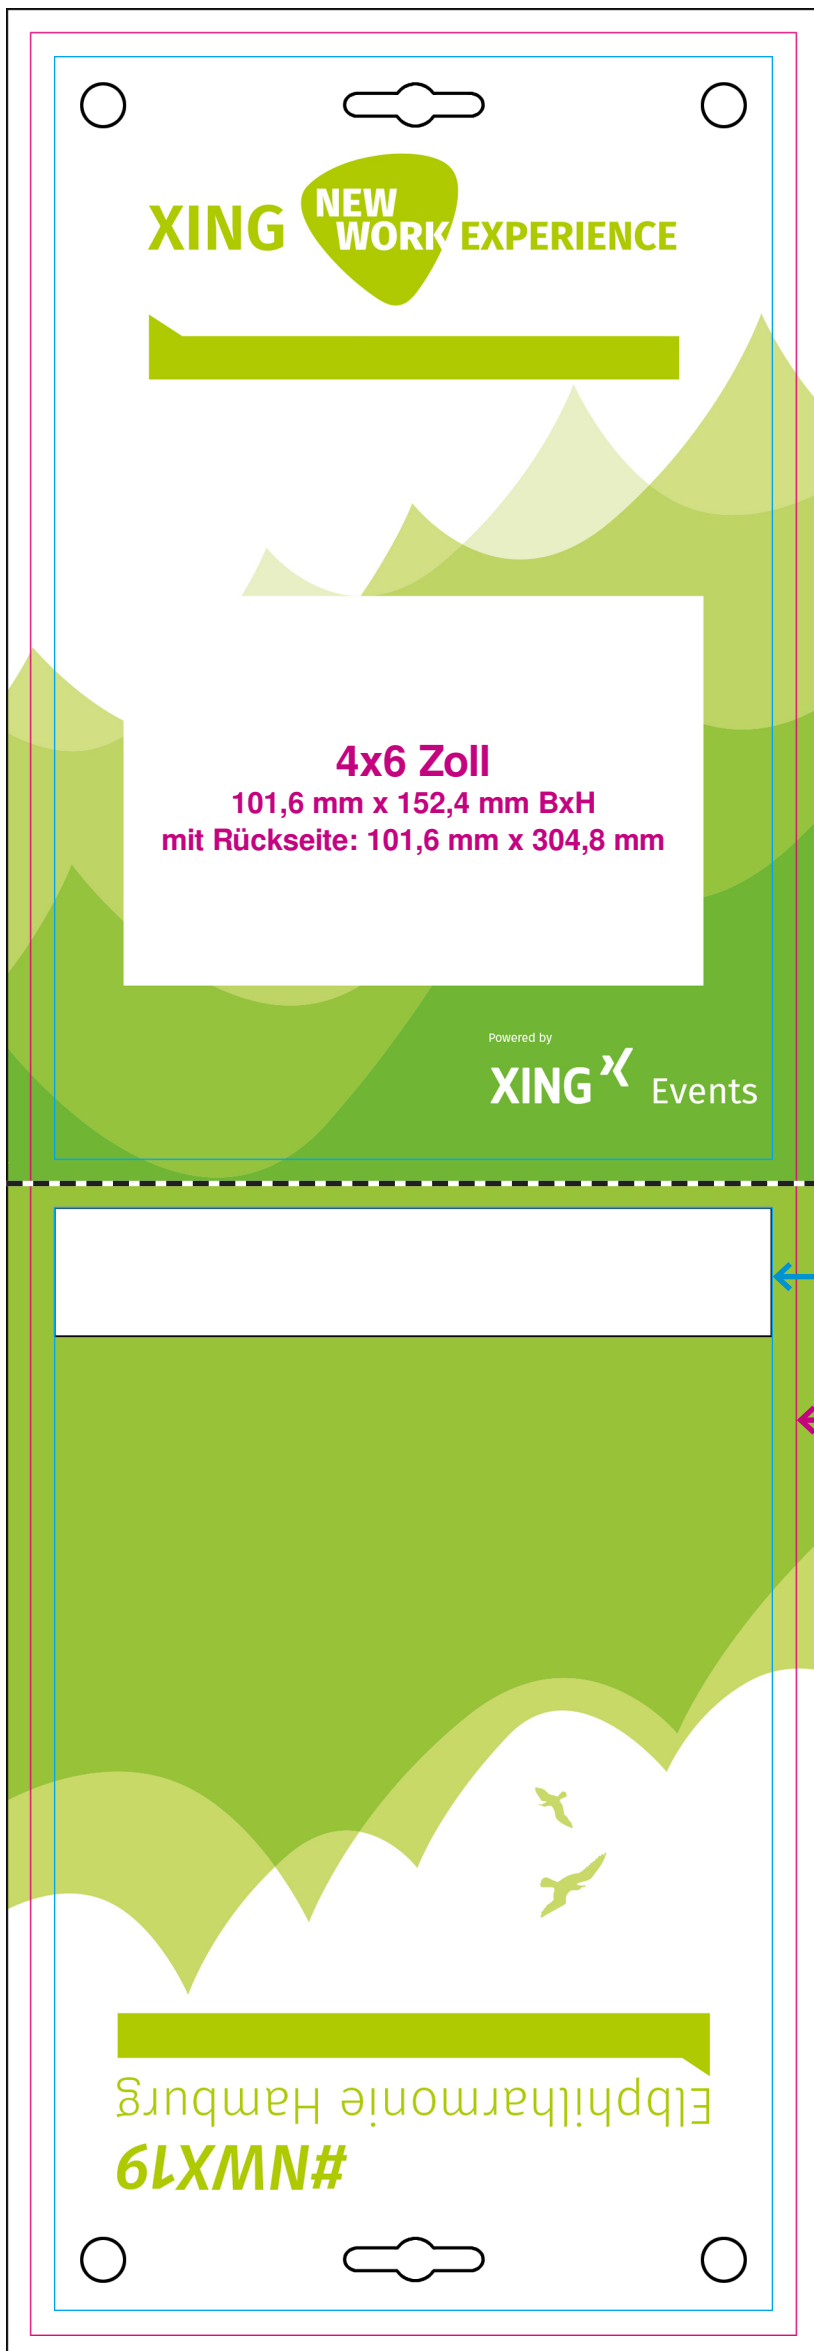 XING NEW WORK EXPERIENCE
4x6 Zoll
101,6 mm x 152,4 mm BxH
mit Rückseite: 101,6 mm x 304,8 mm
Powered by
XING Events
#NWX19
Elbphilharmonie Hamburg